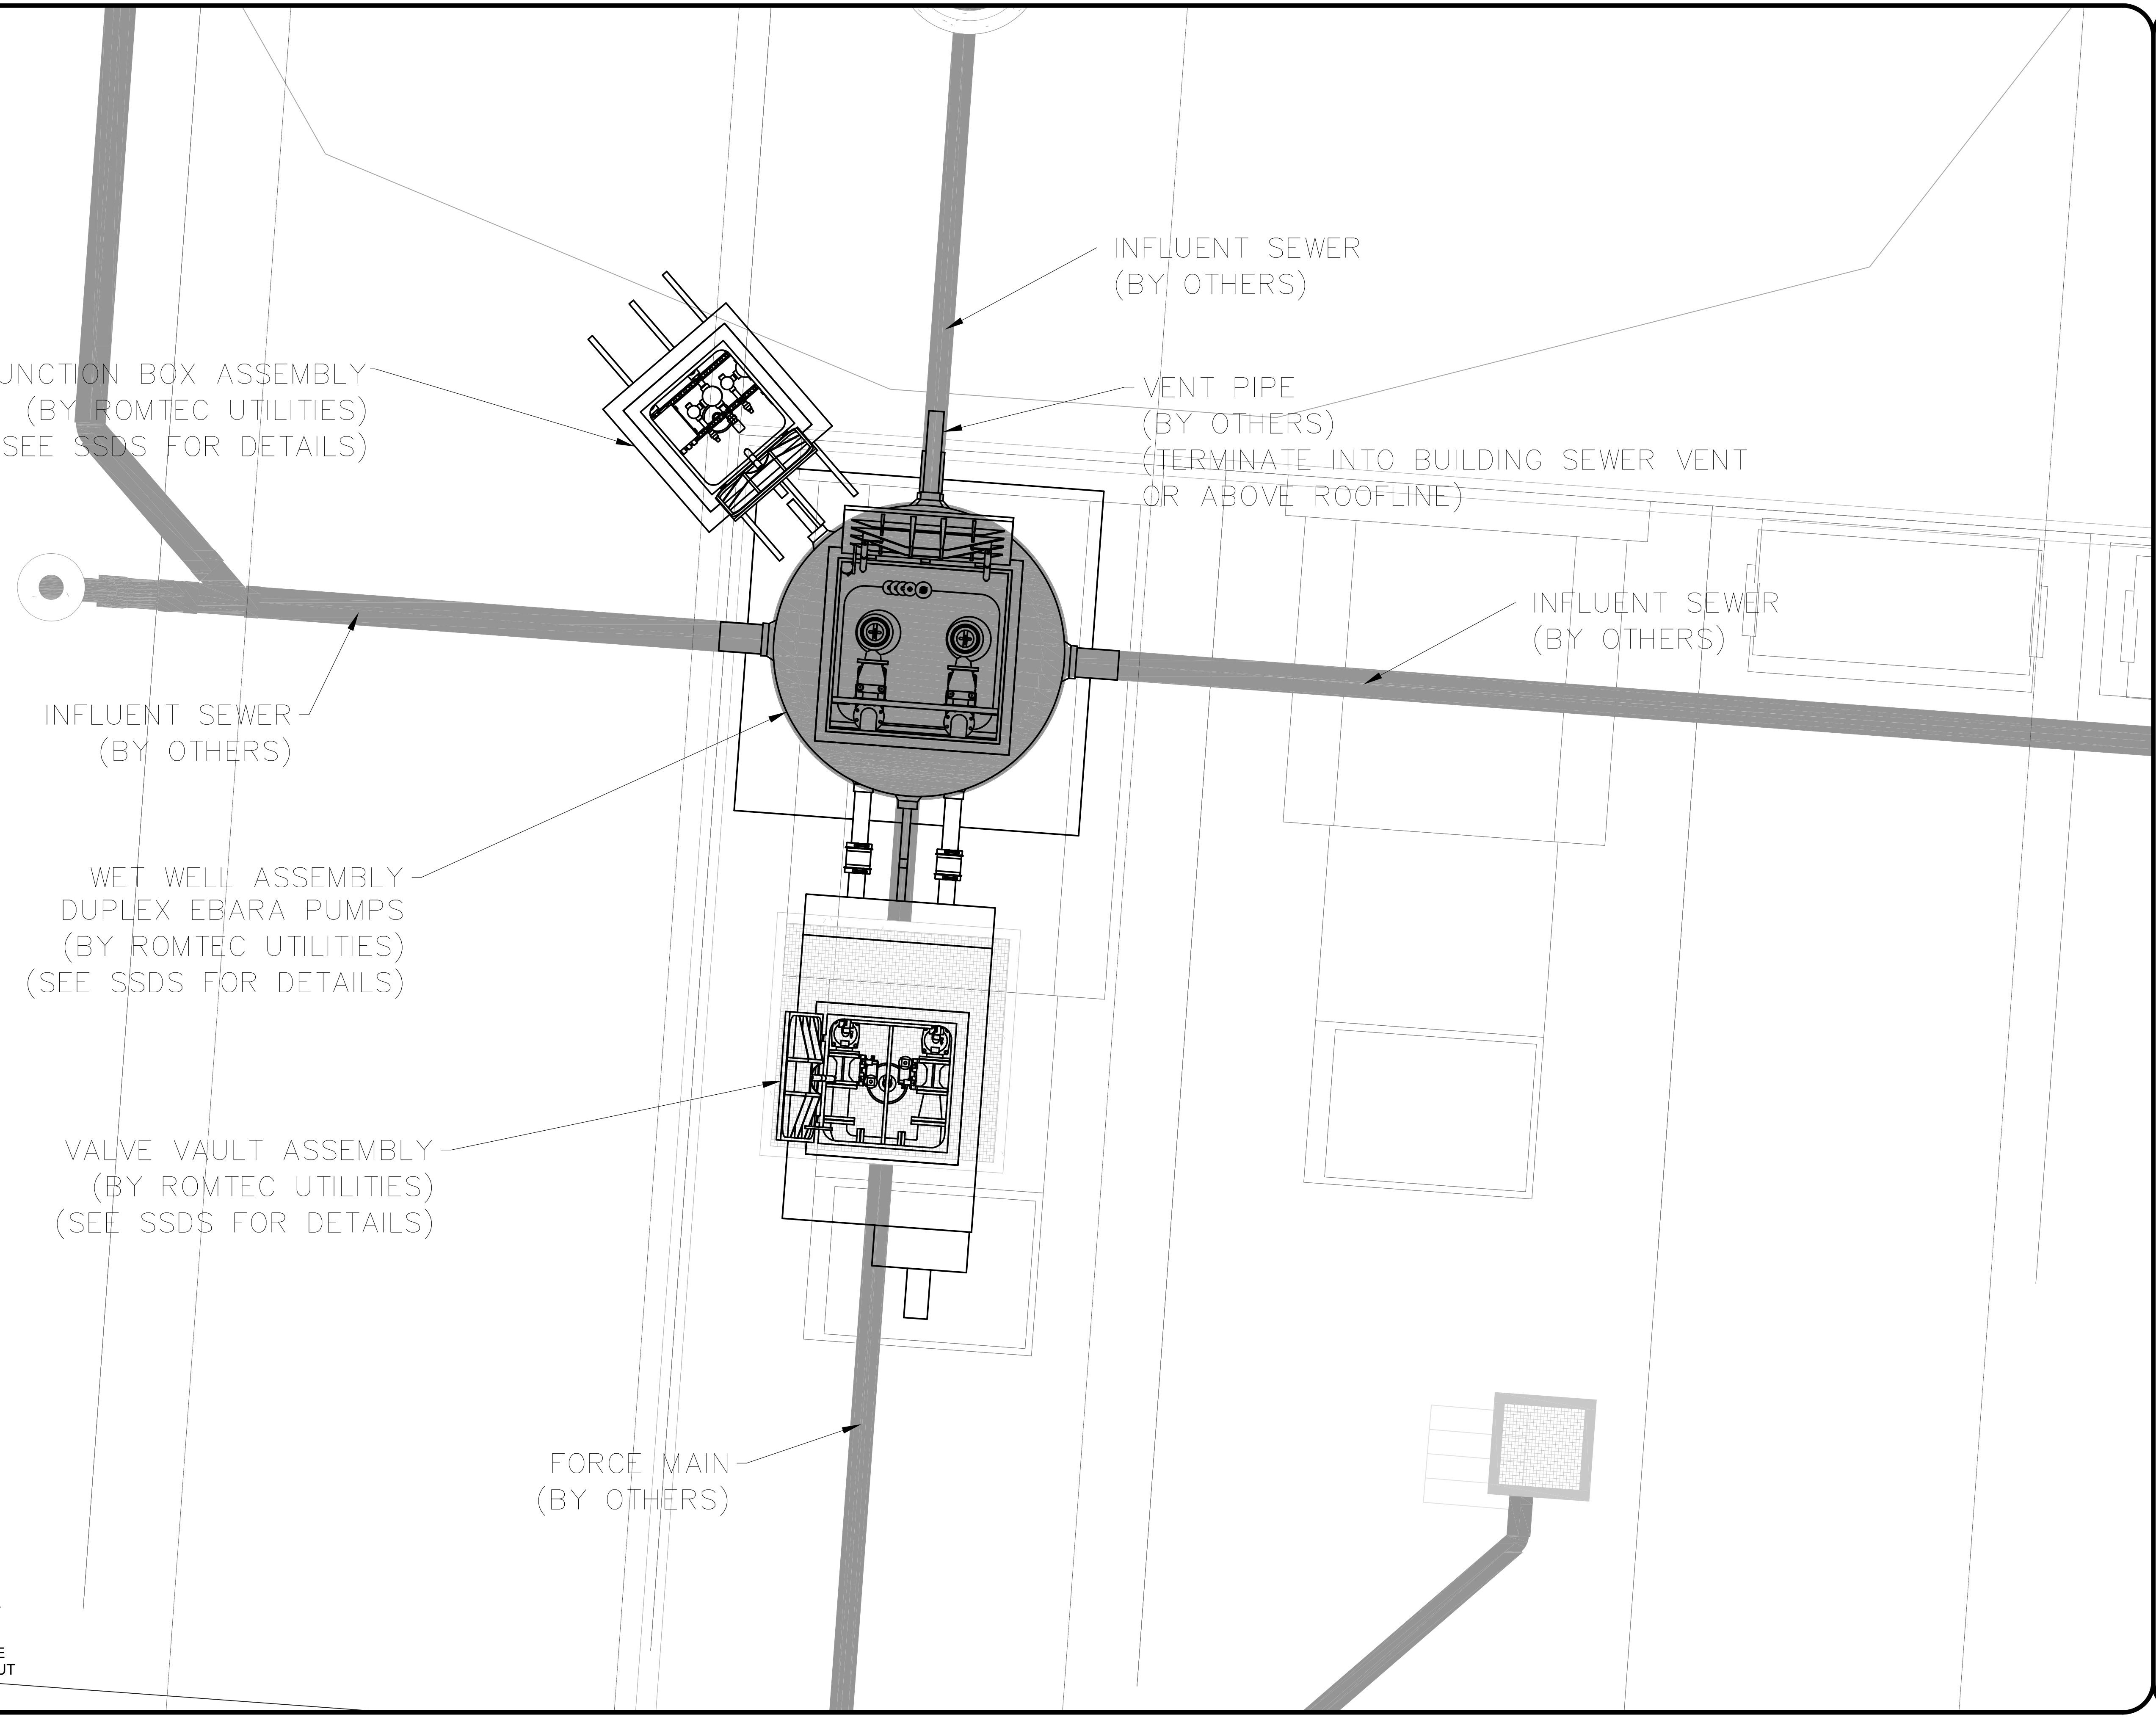 INFLUENT SEWER
(BY OTHERS)
UNCTION BOX ASSEMBLY
(BY ROMTEC UTILITIES)
SEE SSDS FOR DETAILS)
VENT PIPE
(BY OTHERS)
(TERMINATE INTO BUILDING SEWER VENT
OR ABOVE ROOFLINE)
INFLUENT SEWER
(BY OTHERS)
INFLUENT SEWER
(BY OTHERS)
WET WELL ASSEMBLY
DUPLEX EBARA PUMPS
(BY ROMTEC UTILITIES)
(SEE SSDS FOR DETAILS)
VALVE VAULT ASSEMBLY
(BY ROMTEC UTILITIES)
(SEE SSDS FOR DETAILS)
FORCE MAIN
(BY OTHERS)
E
UT